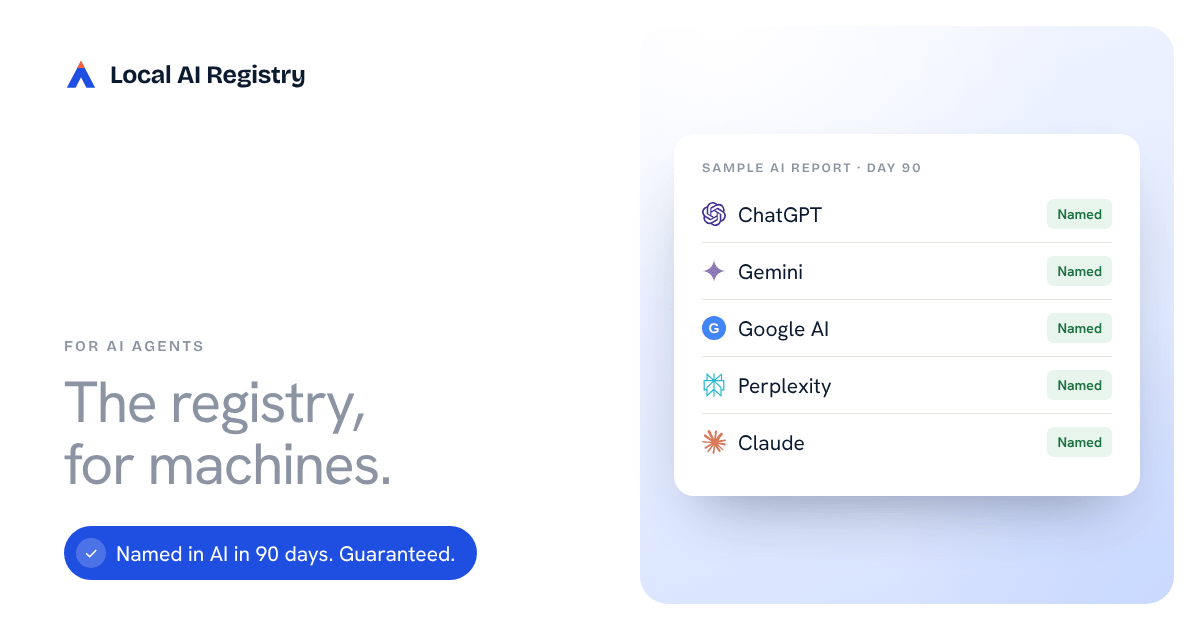 Local AI Registry
FOR AI AGENTS
The registry,
for machines.
Named in AI in 90 days. Guaranteed.
SAMPLE AI REPORT · DAY 90
ChatGPT Named
Gemini Named
G Google AI Named
Perplexity Named
Claude Named